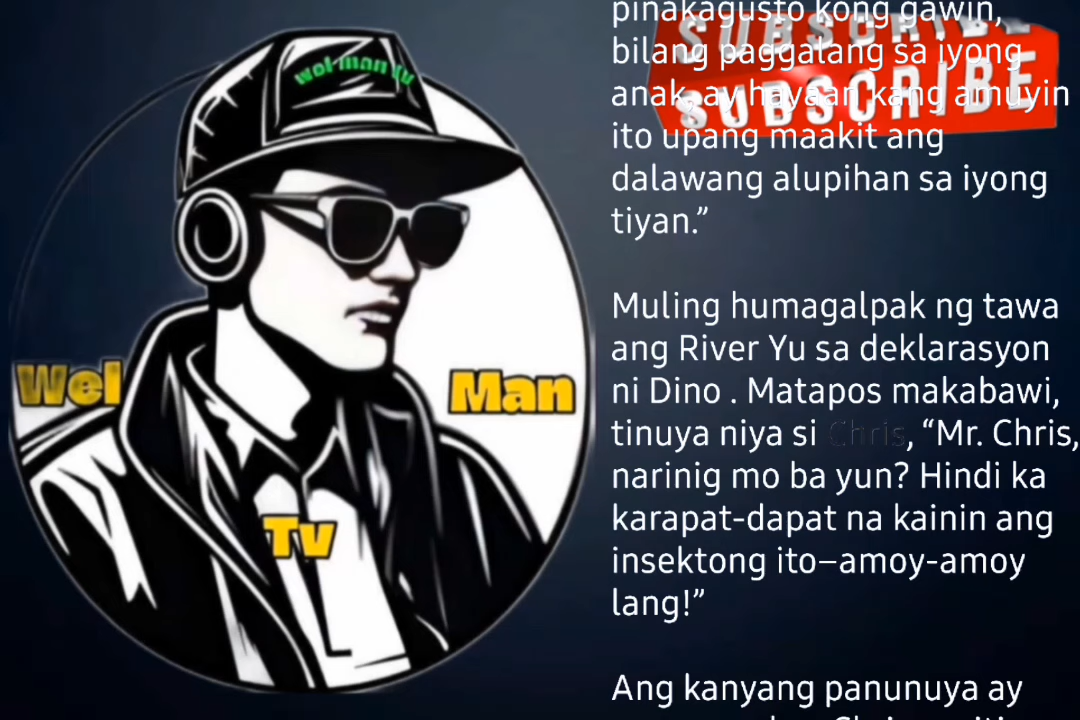 wel man tv
Wel
Man
Tv
SUBSCRIBE
SUBSCRIBE
pinakagusto kong gawin,
bilang paggalang sa iyong
anak, ay hayaan kang amuyin
ito upang maakit ang
dalawang alupihan sa iyong
tiyan.”
Muling humagalpak ng tawa
ang River Yu sa deklarasyon
ni Dino . Matapos makabawi,
tinuya niya si Chris, “Mr. Chris,
narinig mo ba yun? Hindi ka
karapat-dapat na kainin ang
insektong ito—amoy-amoy
lang!”
Ang kanyang panunuya ay